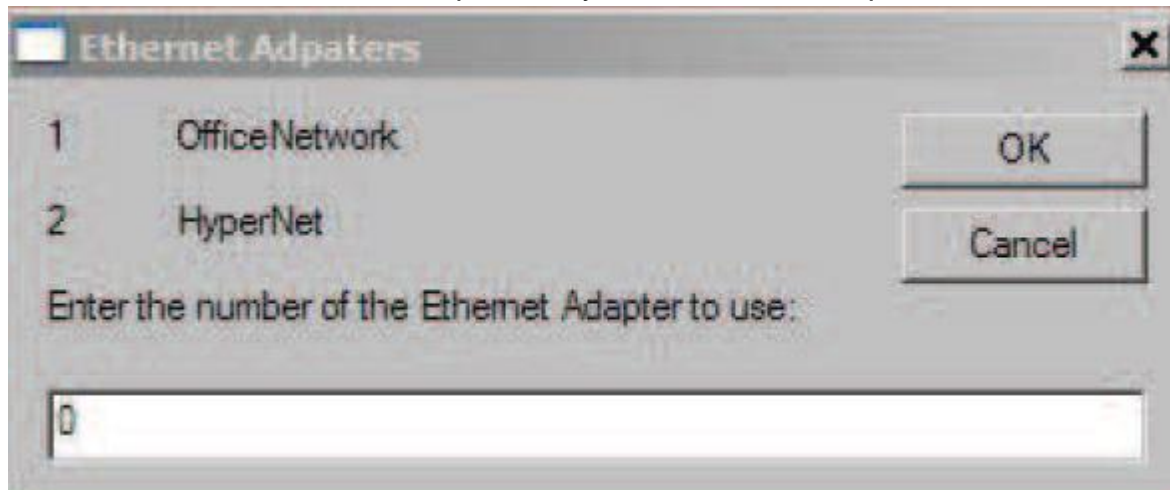 Ethernet Adpaters
1 OfficeNetwork
OK
2 HyperNet
Cancel
Enter the number of the Ethernet Adapter to use:
0